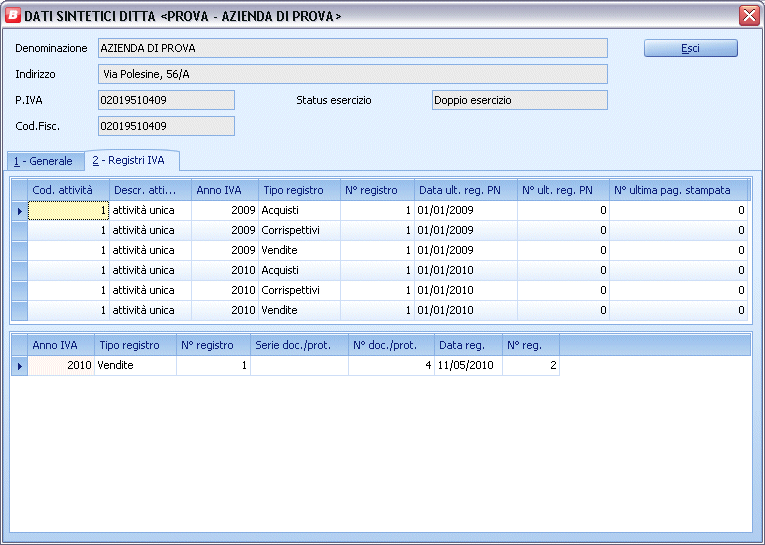 B DATI SINTETICI DITTA <PROVA - AZIENDA DI PROVA>
Denominazione AZIENDA DI PROVA Esci
Indirizzo Via Polesine, 56/A
P.IVA 02019510409 Status esercizio Doppio esercizio
Cod.Fisc. 02019510409
1 - Generale 2 - Registri IVA
Cod. attività Descr. atti... Anno IVA Tipo registro N° registro Data ult. reg. PN N° ult. reg. PN N° ultima pag. stampata
1 attività unica 2009 Acquisti 1 01/01/2009 0 0
1 attività unica 2009 Corrispettivi 1 01/01/2009 0 0
1 attività unica 2009 Vendite 1 01/01/2009 0 0
1 attività unica 2010 Acquisti 1 01/01/2010 0 0
1 attività unica 2010 Corrispettivi 1 01/01/2010 0 0
1 attività unica 2010 Vendite 1 01/01/2010 0 0
Anno IVA Tipo registro N° registro Serie doc./prot. N° doc./prot. Data reg. N° reg.
2010 Vendite 1 4 11/05/2010 2